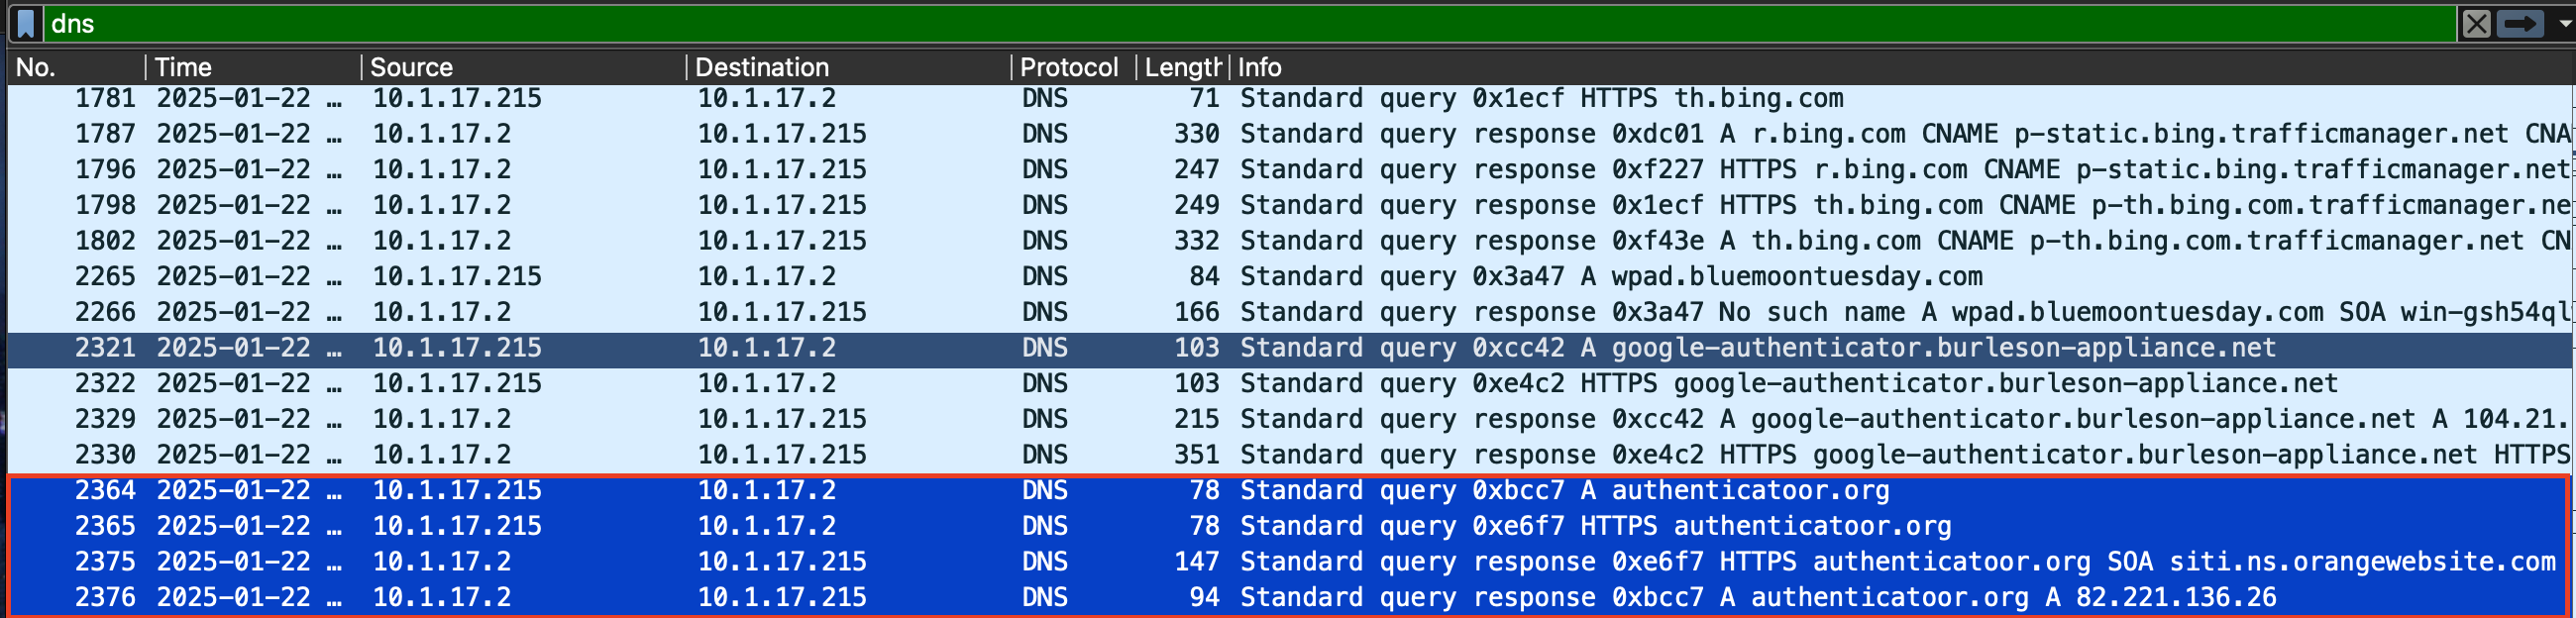 dns
No. Time Source Destination Protocol Length Info
1781 2025-01-22 … 10.1.17.215 10.1.17.2 DNS 71 Standard query 0x1ecf HTTPS th.bing.com
1787 2025-01-22 … 10.1.17.2 10.1.17.215 DNS 330 Standard query response 0xdc01 A r.bing.com CNAME p-static.bing.trafficmanager.net CNA
1796 2025-01-22 … 10.1.17.2 10.1.17.215 DNS 247 Standard query response 0xf227 HTTPS r.bing.com CNAME p-static.bing.trafficmanager.net
1798 2025-01-22 … 10.1.17.2 10.1.17.215 DNS 249 Standard query response 0x1ecf HTTPS th.bing.com CNAME p-th.bing.com.trafficmanager.ne
1802 2025-01-22 … 10.1.17.2 10.1.17.215 DNS 332 Standard query response 0xf43e A th.bing.com CNAME p-th.bing.com.trafficmanager.net CN
2265 2025-01-22 … 10.1.17.215 10.1.17.2 DNS 84 Standard query 0x3a47 A wpad.bluemoontuesday.com
2266 2025-01-22 … 10.1.17.2 10.1.17.215 DNS 166 Standard query response 0x3a47 No such name A wpad.bluemoontuesday.com SOA win-gsh54ql
2321 2025-01-22 … 10.1.17.215 10.1.17.2 DNS 103 Standard query 0xcc42 A google-authenticator.burleson-appliance.net
2322 2025-01-22 … 10.1.17.215 10.1.17.2 DNS 103 Standard query 0xe4c2 HTTPS google-authenticator.burleson-appliance.net
2329 2025-01-22 … 10.1.17.2 10.1.17.215 DNS 215 Standard query response 0xcc42 A google-authenticator.burleson-appliance.net A 104.21.
2330 2025-01-22 … 10.1.17.2 10.1.17.215 DNS 351 Standard query response 0xe4c2 HTTPS google-authenticator.burleson-appliance.net HTTPS
2364 2025-01-22 … 10.1.17.215 10.1.17.2 DNS 78 Standard query 0xbcc7 A authenticatoor.org
2365 2025-01-22 … 10.1.17.215 10.1.17.2 DNS 78 Standard query 0xe6f7 HTTPS authenticatoor.org
2375 2025-01-22 … 10.1.17.2 10.1.17.215 DNS 147 Standard query response 0xe6f7 HTTPS authenticatoor.org SOA siti.ns.orangewebsite.com
2376 2025-01-22 … 10.1.17.2 10.1.17.215 DNS 94 Standard query response 0xbcc7 A authenticatoor.org A 82.221.136.26